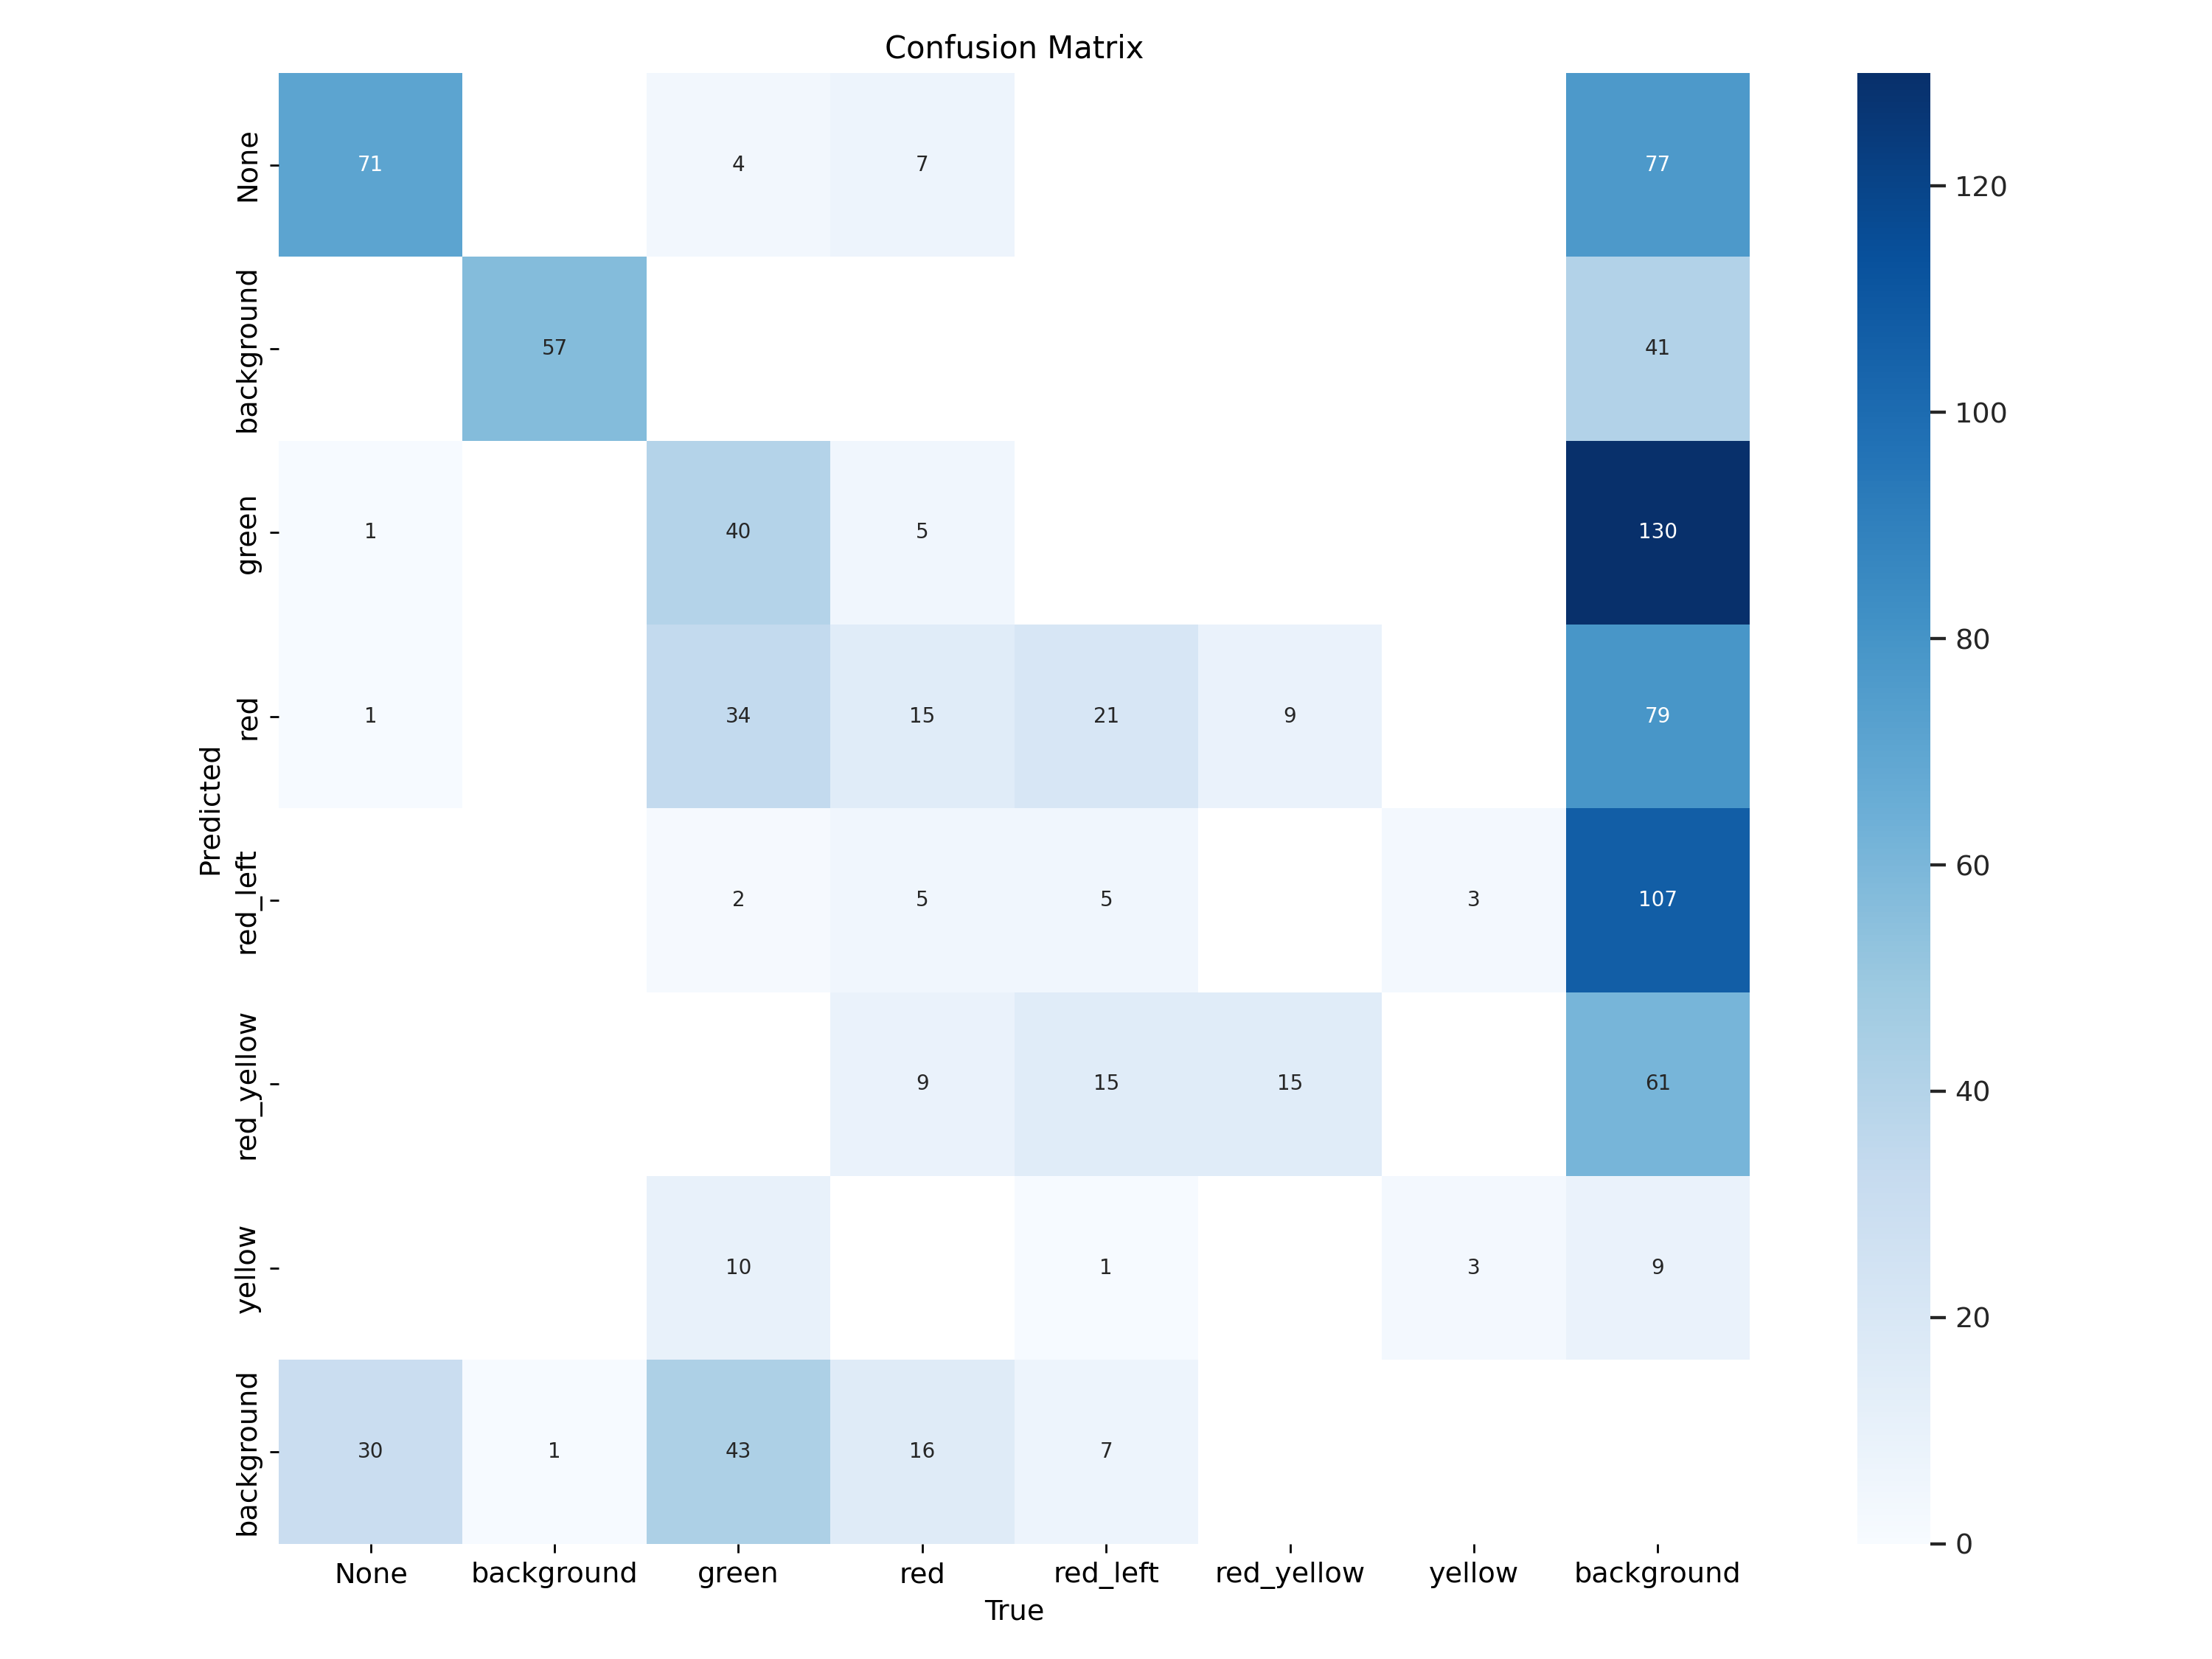 Confusion Matrix
None 71 4 7 77
background 57 41
green 1 40 5 130
red 1 34 15 21 9 79
red_left 2 5 5 3 107
red_yellow 9 15 15 61
yellow 10 1 3 9
background 30 1 43 16 7
None background green red red_left red_yellow yellow background
True
Predicted
120
100
80
60
40
20
0